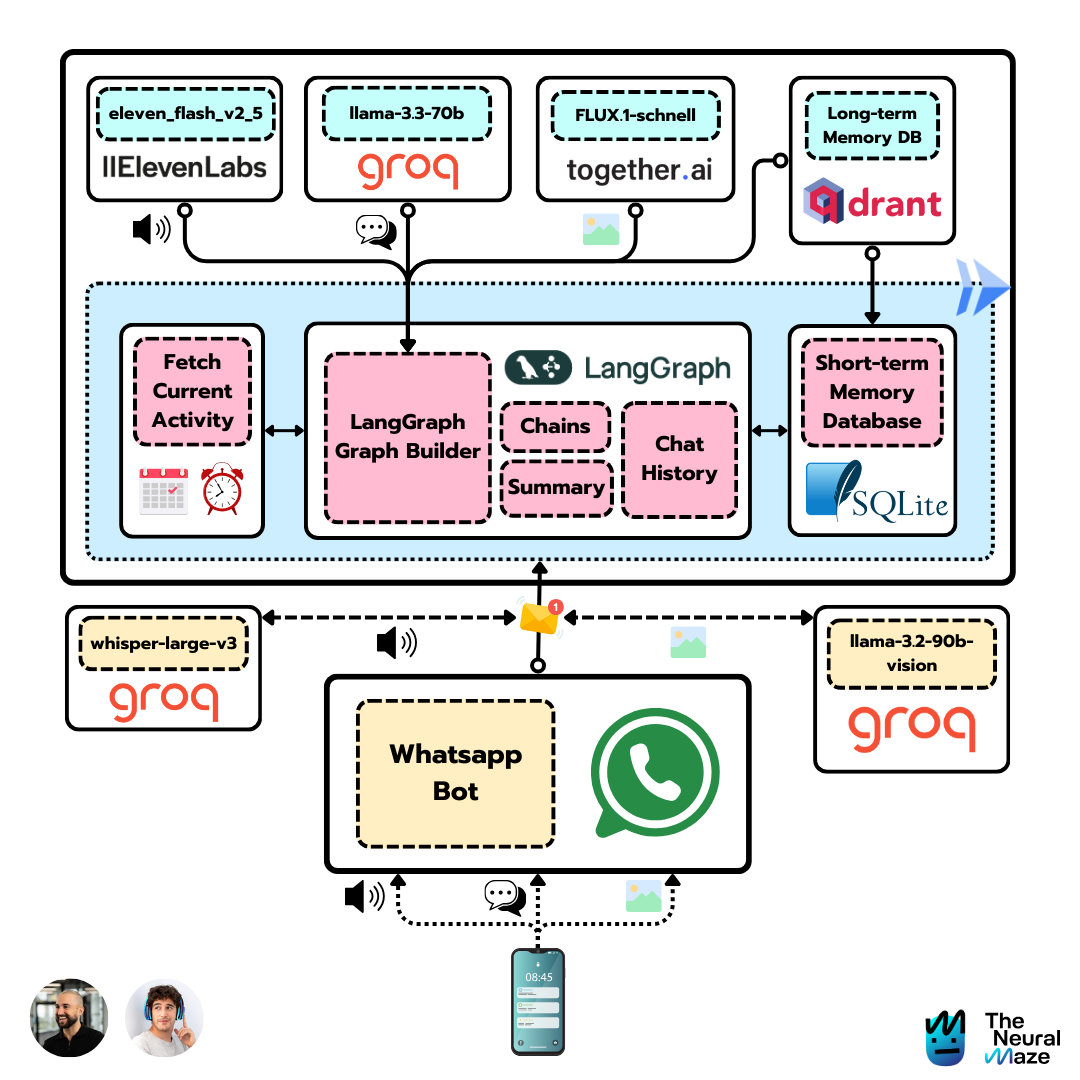 eleven_flash_v2_5
IIElevenLabs
llama-3.3-70b
groq
FLUX.1-schnell
together.ai
Long-term
Memory DB
qdrant
Fetch
Current
Activity
LangGraph
LangGraph
Graph Builder
Chains
Summary
Chat
History
Short-term
Memory
Database
SQLite
1
whisper-large-v3
groq
llama-3.2-90b-
vision
groq
Whatsapp
Bot
08:45
The
Neural
Maze